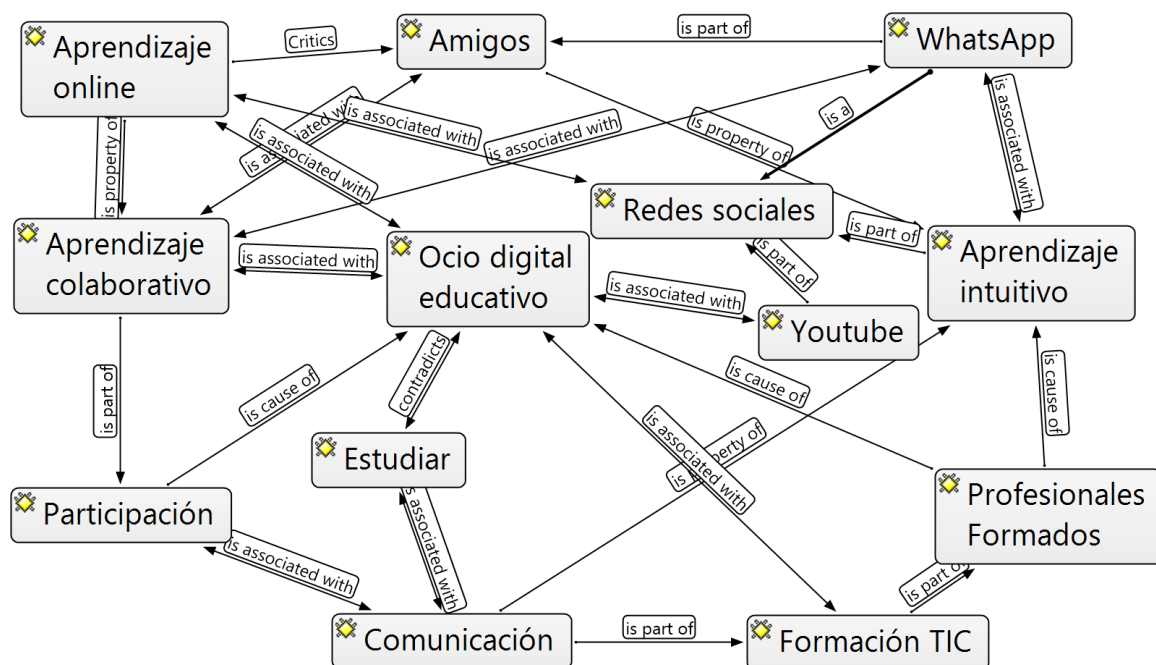 Aprendizaje
online
Critics
Amigos
is part of
WhatsApp
is associated with
is associated with
is associated with
is associated with
is a
is associated with
is property of
is property of
Aprendizaje
colaborativo
is associated with
Ocio digital
educativo
Redes sociales
is part of
is part of
Aprendizaje
intuitivo
is associated with
Youtube
is part of
is cause of
contradicts
is cause of
is cause of
is associated with
is property of
Estudiar
Participación
is associated with
is associated with
Profesionales
Formados
is part of
Comunicación
is part of
Formación TIC